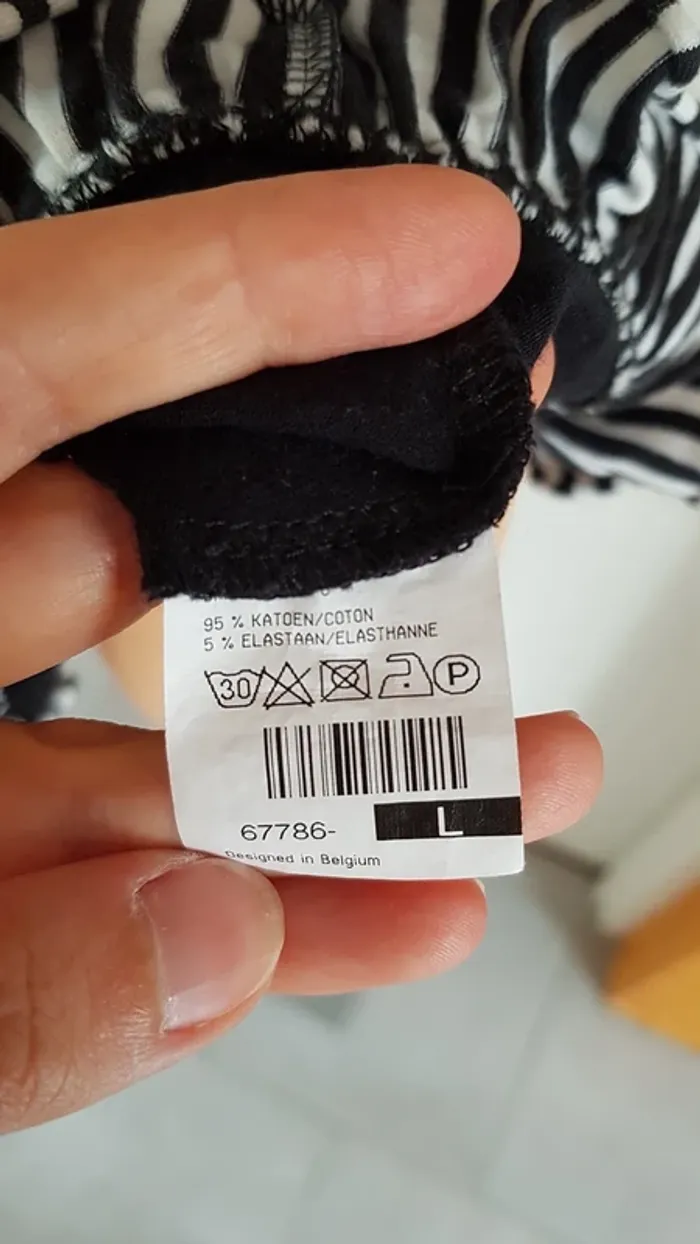 95 % KATOEN/COTON
5 % ELASTAAN/ELASTHANNE
30 P
67786- L
Designed in Belgium